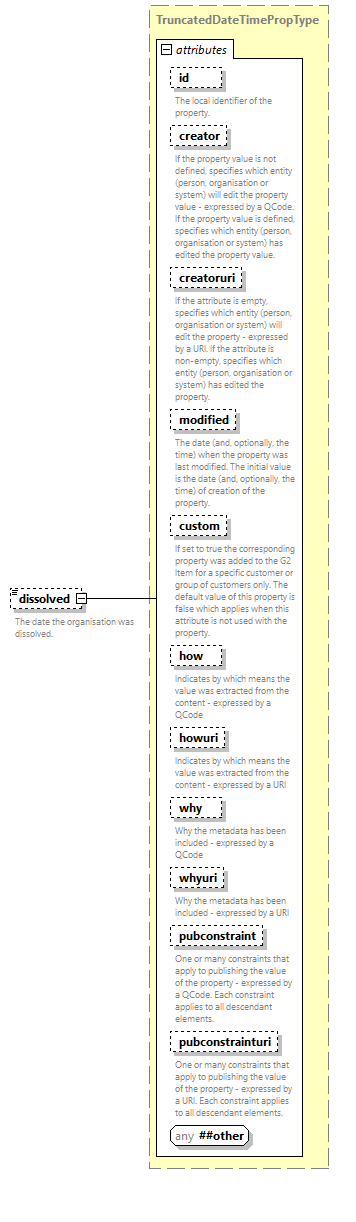 TruncatedDateTimePropType
attributes
id
The local identifier of the
property.
creator
If the property value is not
defined, specifies which entity
(person, organisation or
system) will edit the property
value - expressed by a QCode.
If the property value is defined,
specifies which entity (person,
organisation or system) has
edited the property value.
creatoruri
If the attribute is empty,
specifies which entity (person,
organisation or system) will
edit the property - expressed
by a URI. If the attribute is
non-empty, specifies which
entity (person, organisation or
system) has edited the
property.
modified
The date (and, optionally, the
time) when the property was
last modified. The initial value
is the date (and, optionally, the
time) of creation of the
property.
custom
If set to true the corresponding
property was added to the G2
Item for a specific customer or
group of customers only. The
default value of this property is
false which applies when this
attribute is not used with the
property.
dissolved
The date the organisation was
dissolved.
how
Indicates by which means the
value was extracted from the
content - expressed by a
QCode
howuri
Indicates by which means the
value was extracted from the
content - expressed by a URI
why
Why the metadata has been
included - expressed by a
QCode
whyuri
Why the metadata has been
included - expressed by a URI
pubconstraint
One or many constraints that
apply to publishing the value
of the property - expressed by
a QCode. Each constraint
applies to all descendant
elements.
pubconstrainturi
One or many constraints that
apply to publishing the value
of the property - expressed by
a URI. Each constraint applies
to all descendant elements.
any ##other